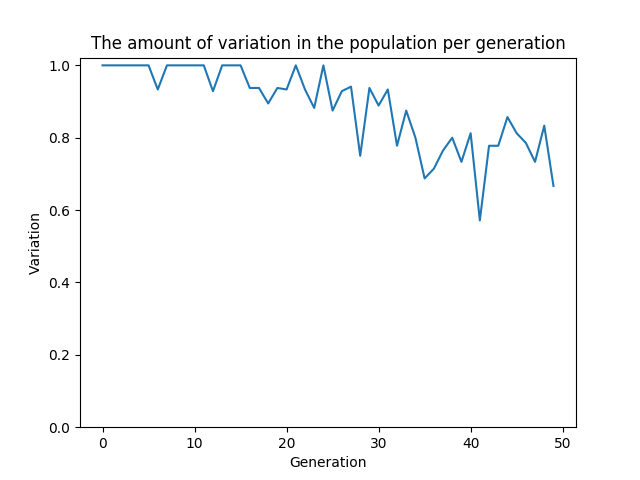 The amount of variation in the population per generation
1.0
0.8
0.6
0.4
0.2
0.0
Variation
0 10 20 30 40 50
Generation